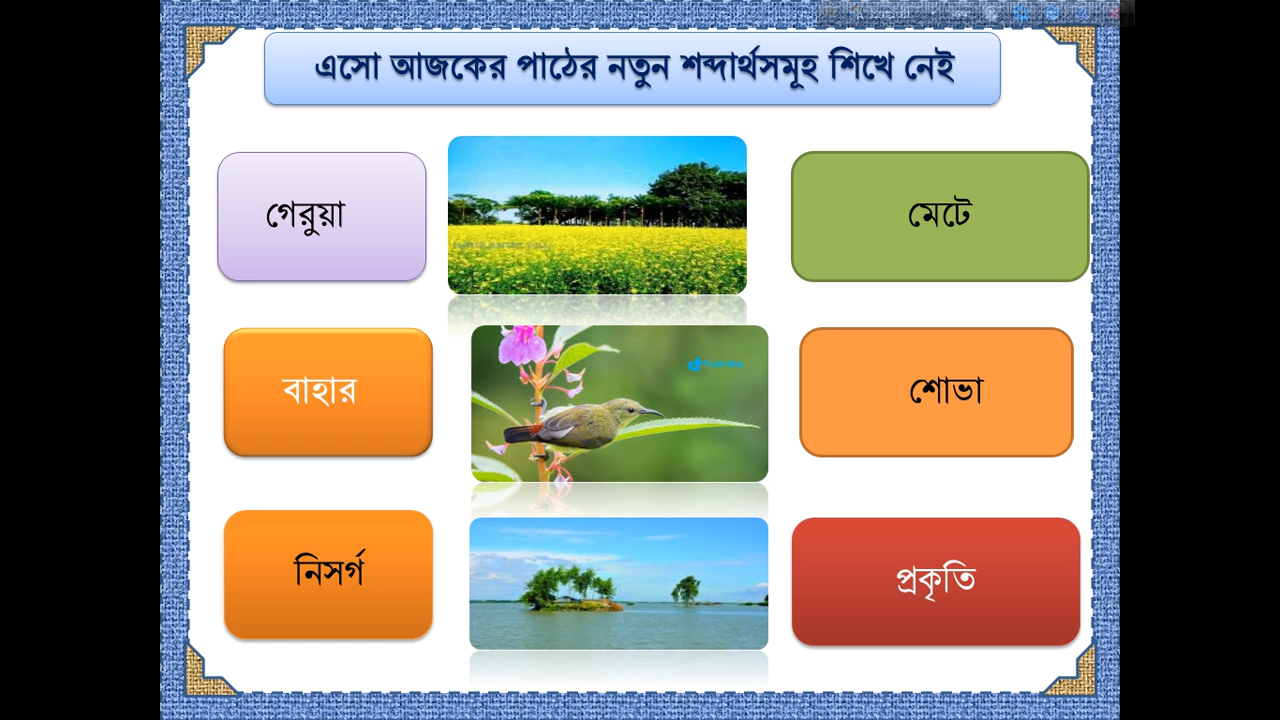 এসো আজকের পাঠের নতুন শব্দার্থসমূহ শিখে নেই
গেরুয়া
মেটে
বাহার
শোভা
নিসর্গ
প্রকৃতি